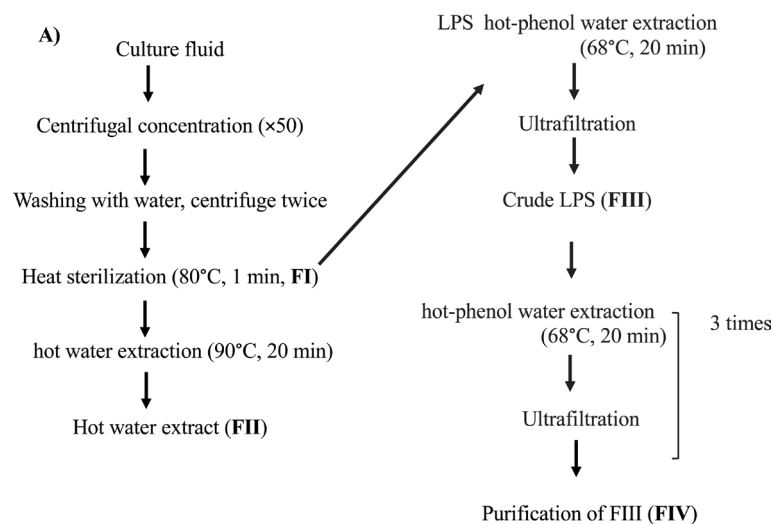 A)
Culture fluid
Centrifugal concentration (×50)
Washing with water, centrifuge twice
Heat sterilization (80°C, 1 min, FI)
hot water extraction (90°C, 20 min)
Hot water extract (FII)
LPS hot-phenol water extraction
(68°C, 20 min)
Ultrafiltration
Crude LPS (FIII)
hot-phenol water extraction
(68°C, 20 min)
3 times
Ultrafiltration
Purification of FIII (FIV)